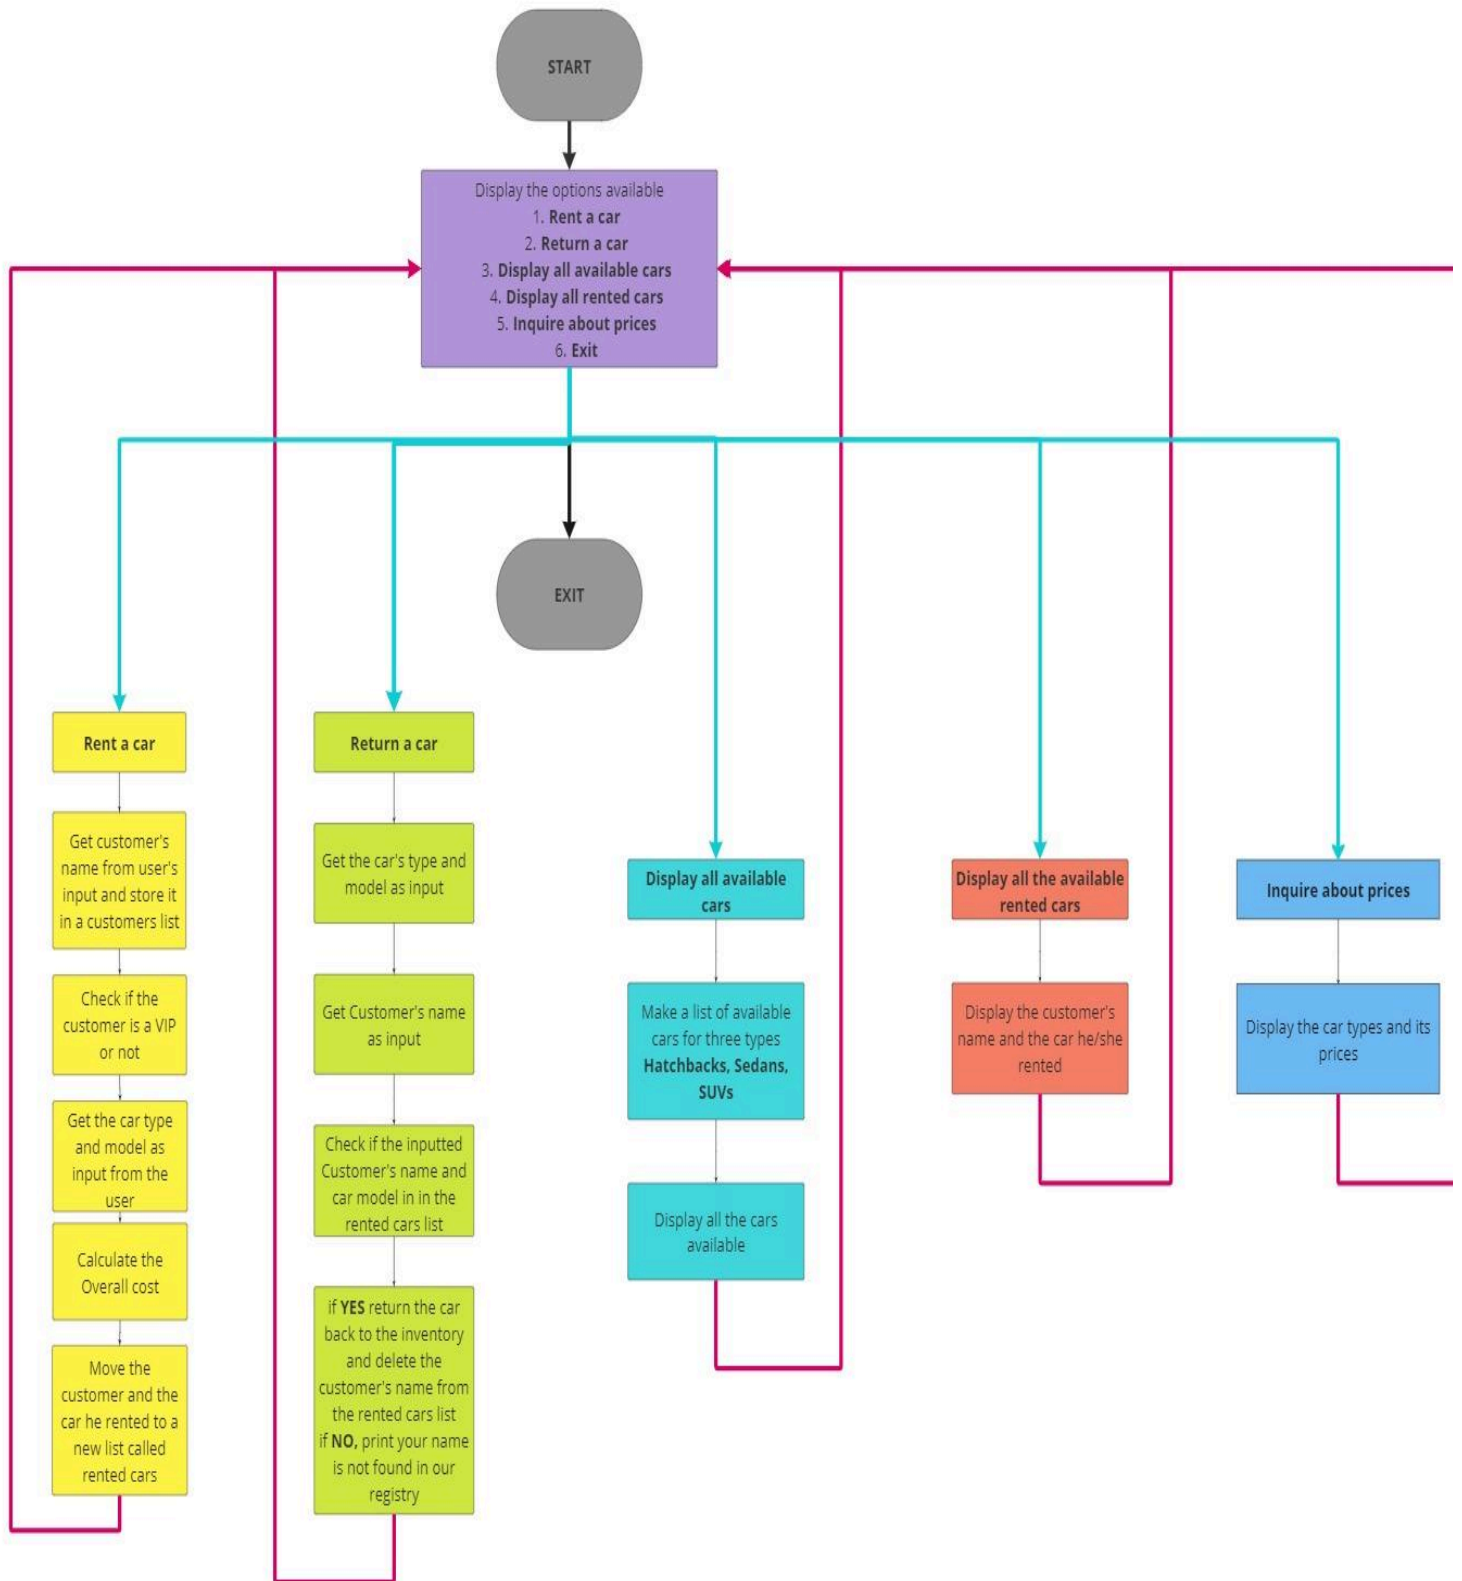 START
Display the options available
1. Rent a car
2. Return a car
3. Display all available cars
4. Display all rented cars
5. Inquire about prices
6. Exit
EXIT
Rent a car
Get customer's
name from user's
input and store it
in a customers list
Check if the
customer is a VIP
or not
Get the car type
and model as
input from the
user
Calculate the
Overall cost
Move the
customer and the
car he rented to a
new list called
rented cars
Return a car
Get the car's type and
model as input
Get Customer's name
as input
Check if the inputted
Customer's name and
car model in in the
rented cars list
if YES return the car
back to the inventory
and delete the
customer's name from
the rented cars list
if NO, print your name
is not found in our
registry
Display all available
cars
Make a list of available
cars for three types
Hatchbacks, Sedans,
SUVs
Display all the cars
available
Display all the available
rented cars
Display the customer's
name and the car he/she
rented
Inquire about prices
Display the car types and its
prices